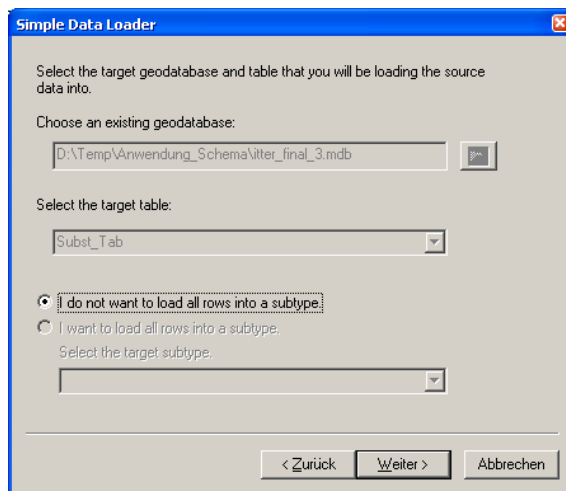 Simple Data Loader
Select the target geodatabase and table that you will be loading the source
data into.
Choose an existing geodatabase:
D:\Temp\Anwendung_Schema\itter_final_3.mdb
Select the target table:
Subst_Tab
I do not want to load all rows into a subtype.
I want to load all rows into a subtype.
Select the target subtype.
< Zurück Weiter > Abbrechen